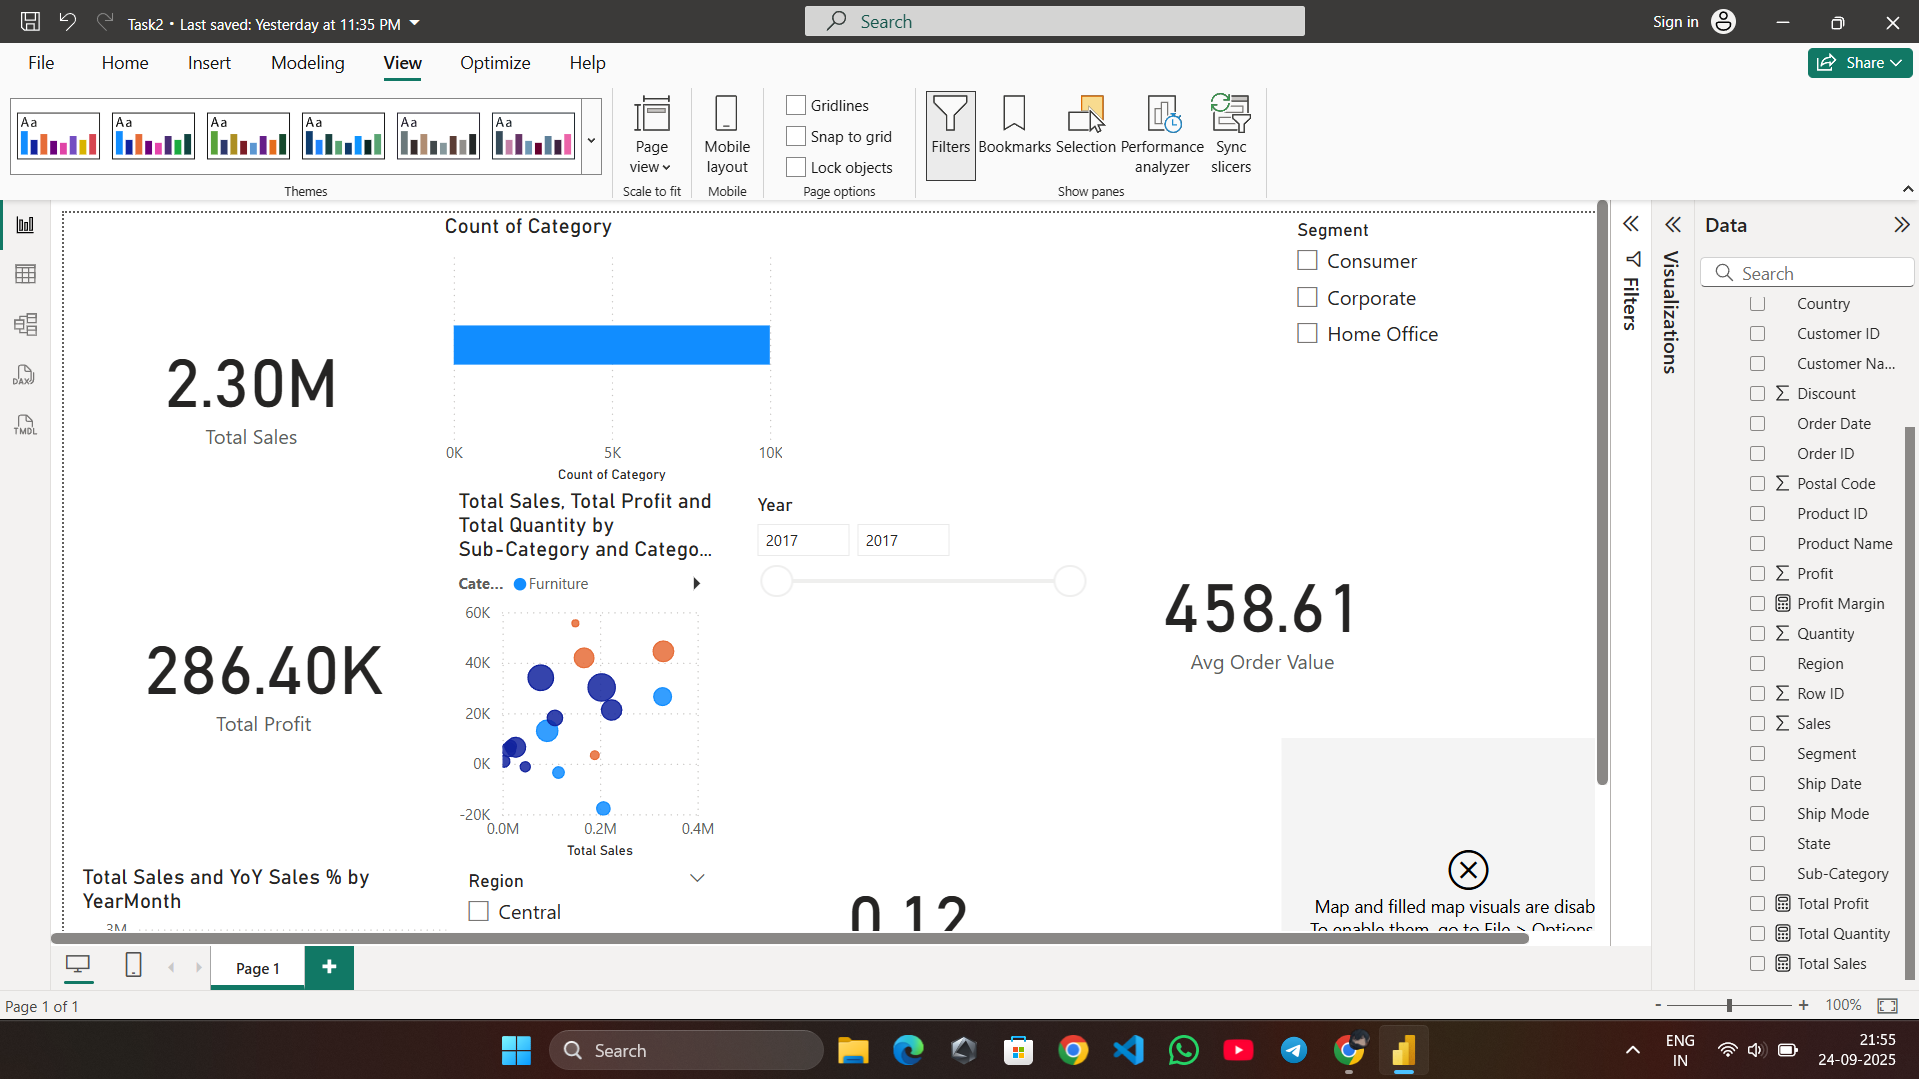 Task2 • Last saved: Yesterday at 11:35 PM
Search
Sign in
File
Home
Insert
Modeling
View
Optimize
Help
Share
Aa
Aa
Aa
Aa
Aa
Aa
Themes
Page view
Scale to fit
Mobile layout
Mobile
Gridlines
Snap to grid
Lock objects
Page options
Filters
Bookmarks
Selection
Performance analyzer
Sync slicers
Show panes
DAX
TMDL
2.30M
Total Sales
286.40K
Total Profit
Total Sales and YoY Sales % by
YearMonth
3M
Count of Category
0K
5K
10K
Count of Category
Total Sales, Total Profit and
Total Quantity by
Sub-Category and Catego...
Cate...
Furniture
60K
40K
20K
0K
-20K
0.0M
0.2M
0.4M
Total Sales
Region
Central
Year
2017
2017
0.12
Segment
Consumer
Corporate
Home Office
458.61
Avg Order Value
Map and filled map visuals are disab
To enable them, go to File > Options
Filters
Visualizations
Data
Search
Country
Customer ID
Customer Na...
Discount
Order Date
Order ID
Postal Code
Product ID
Product Name
Profit
Profit Margin
Quantity
Region
Row ID
Sales
Segment
Ship Date
Ship Mode
State
Sub-Category
Total Profit
Total Quantity
Total Sales
Page 1
Page 1 of 1
- + 100%
Search
ENG
IN
21:55
24-09-2025